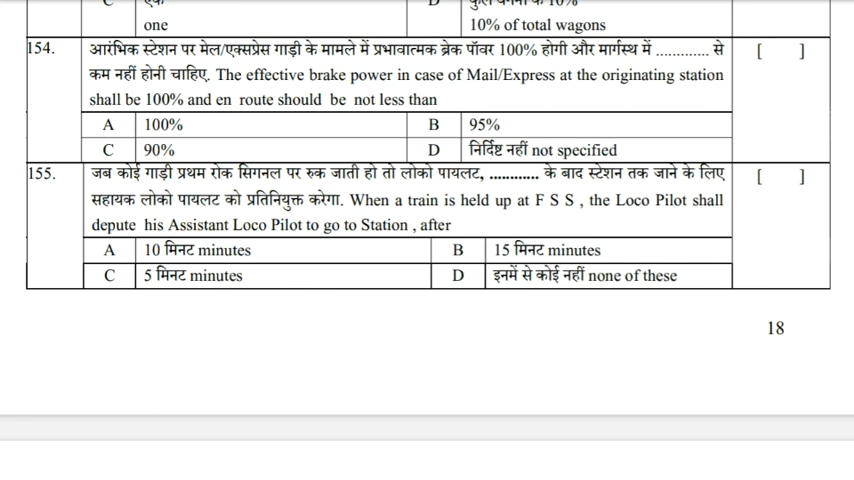 one
10% of total wagons
154. आरंभिक स्टेशन पर मेल/एक्सप्रेस गाड़ी के मामले में प्रभावात्मक ब्रेक पॉवर 100% होगी और मार्गस्थ में ............. से [ ]
कम नहीं होनी चाहिए. The effective brake power in case of Mail/Express at the originating station
shall be 100% and en route should be not less than
A 100% B 95%
C 90% D निर्दिष्ट नहीं not specified
155. जब कोई गाड़ी प्रथम रोक सिगनल पर रुक जाती हो तो लोको पायलट, ............ के बाद स्टेशन तक जाने के लिए [ ]
सहायक लोको पायलट को प्रतिनियुक्त करेगा. When a train is held up at F S S , the Loco Pilot shall
depute his Assistant Loco Pilot to go to Station , after
A 10 मिनट minutes B 15 मिनट minutes
C 5 मिनट minutes D इनमें से कोई नहीं none of these
18